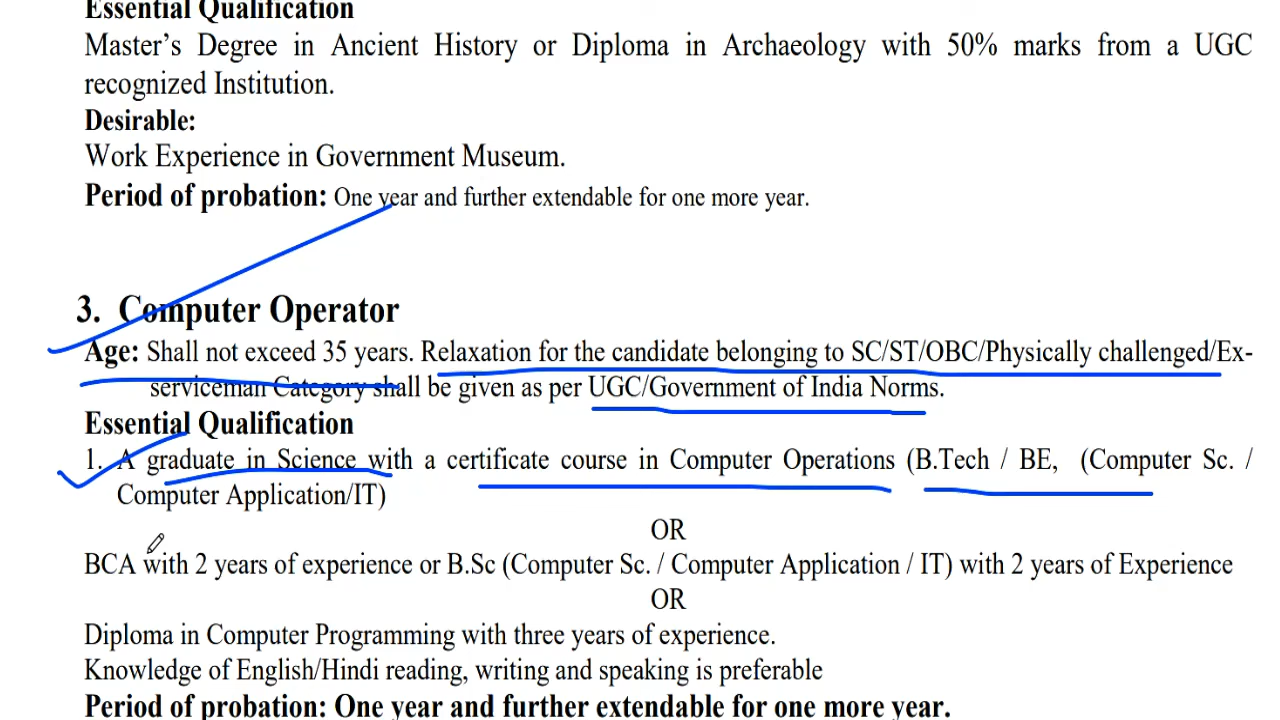 Essential Qualification
Master's Degree in Ancient History or Diploma in Archaeology with 50% marks from a UGC
recognized Institution.
Desirable:
Work Experience in Government Museum.
Period of probation: One year and further extendable for one more year.
3. Computer Operator
Age: Shall not exceed 35 years. Relaxation for the candidate belonging to SC/ST/OBC/Physically challenged/Ex-
serviceman Category shall be given as per UGC/Government of India Norms.
Essential Qualification
1. A graduate in Science with a certificate course in Computer Operations (B.Tech / BE, (Computer Sc. /
Computer Application/IT)
OR
BCA with 2 years of experience or B.Sc (Computer Sc. / Computer Application / IT) with 2 years of Experience
OR
Diploma in Computer Programming with three years of experience.
Knowledge of English/Hindi reading, writing and speaking is preferable
Period of probation: One year and further extendable for one more year.